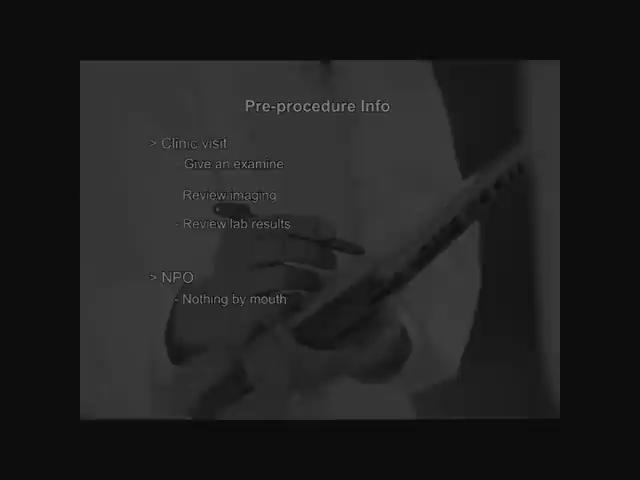 Pre-procedure Info
> Clinic visit
- Give an examine
Review imaging
- Review lab results
> NPO
- Nothing by mouth